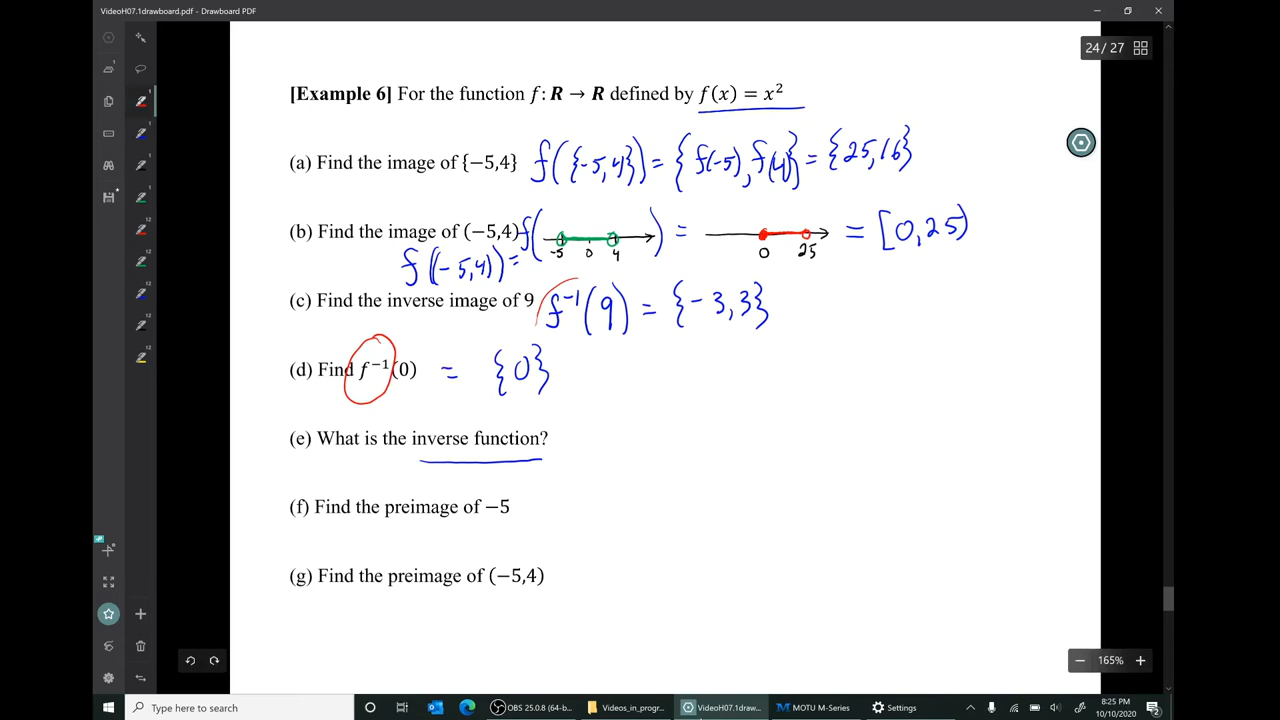 VideoH07.1drawboard.pdf - Drawboard PDF
24 / 27
[Example 6] For the function f: R → R defined by f(x) = x²
(a) Find the image of {−5,4} f({-5,4}) = {f(-5), f(4)} = {25,16}
(b) Find the image of (−5,4) f( -5 0 4 ) = 0 25 = [0,25)
f((-5,4)) =
(c) Find the inverse image of 9 f⁻¹(9) = {-3,3}
(d) Find f⁻¹(0) = {0}
(e) What is the inverse function?
(f) Find the preimage of −5
(g) Find the preimage of (−5,4)
165%
Type here to search
OBS 25.0.8 (64-b...
Videos_in_progr...
VideoH07.1draw...
MOTU M-Series
Settings
8:25 PM
10/10/2020